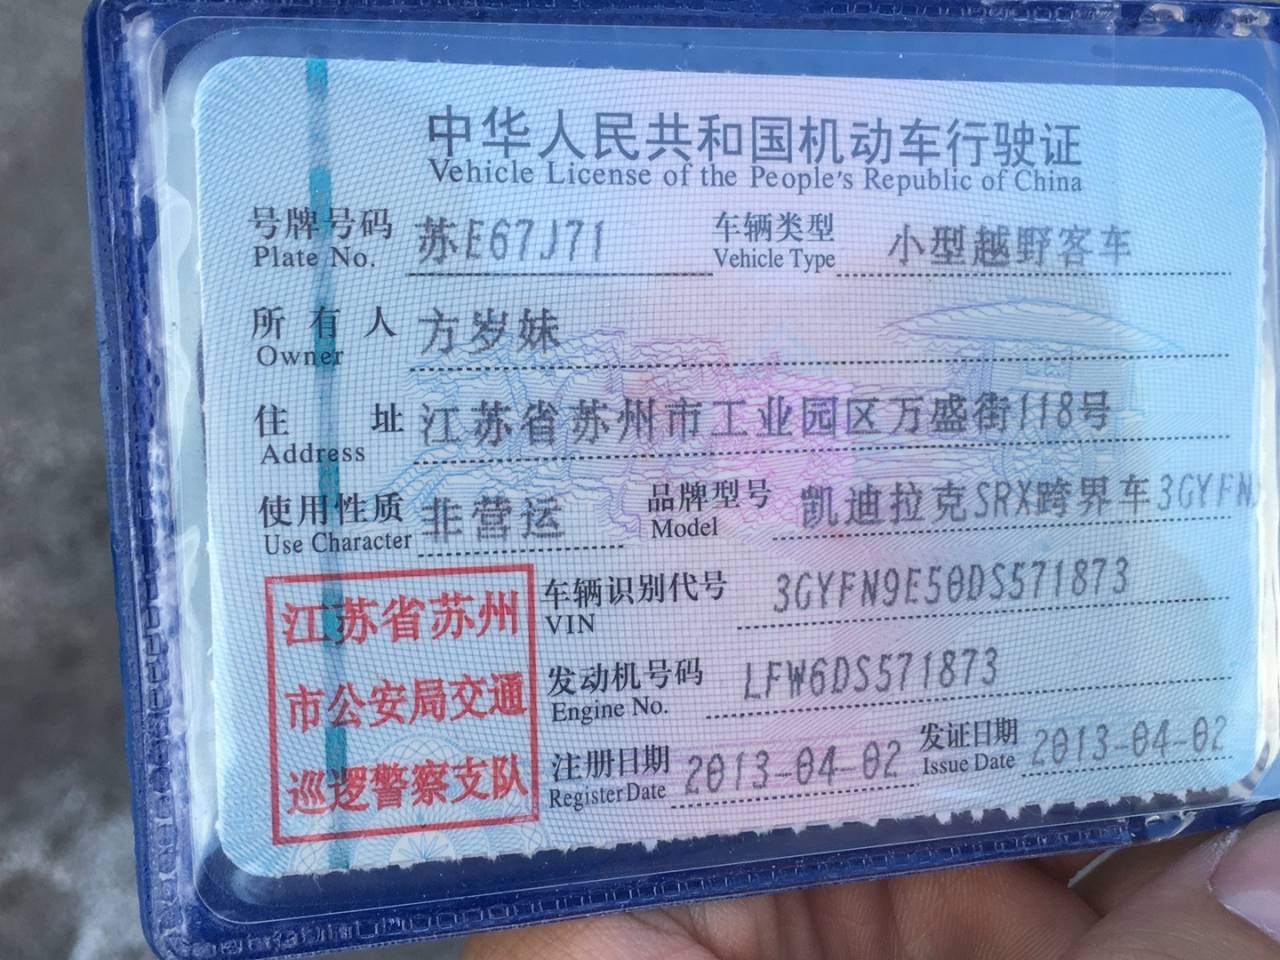 中华人民共和国机动车行驶证
Vehicle License of the People's Republic of China
号牌号码 苏E67J71 车辆类型 小型越野客车
Plate No. Vehicle Type
所有人 方岁妹
Owner
住址 江苏省苏州市工业园区万盛街118号
Address
使用性质 非营运 品牌型号 凯迪拉克SRX跨界车3GYFN
Use Character Model
江苏省苏州
市公安局交通
巡逻警察支队
车辆识别代号 3GYFN9E50DS571873
VIN
发动机号码 LFW6DS571873
Engine No.
注册日期 2013-04-02 发证日期 2013-04-02
Register Date Issue Date